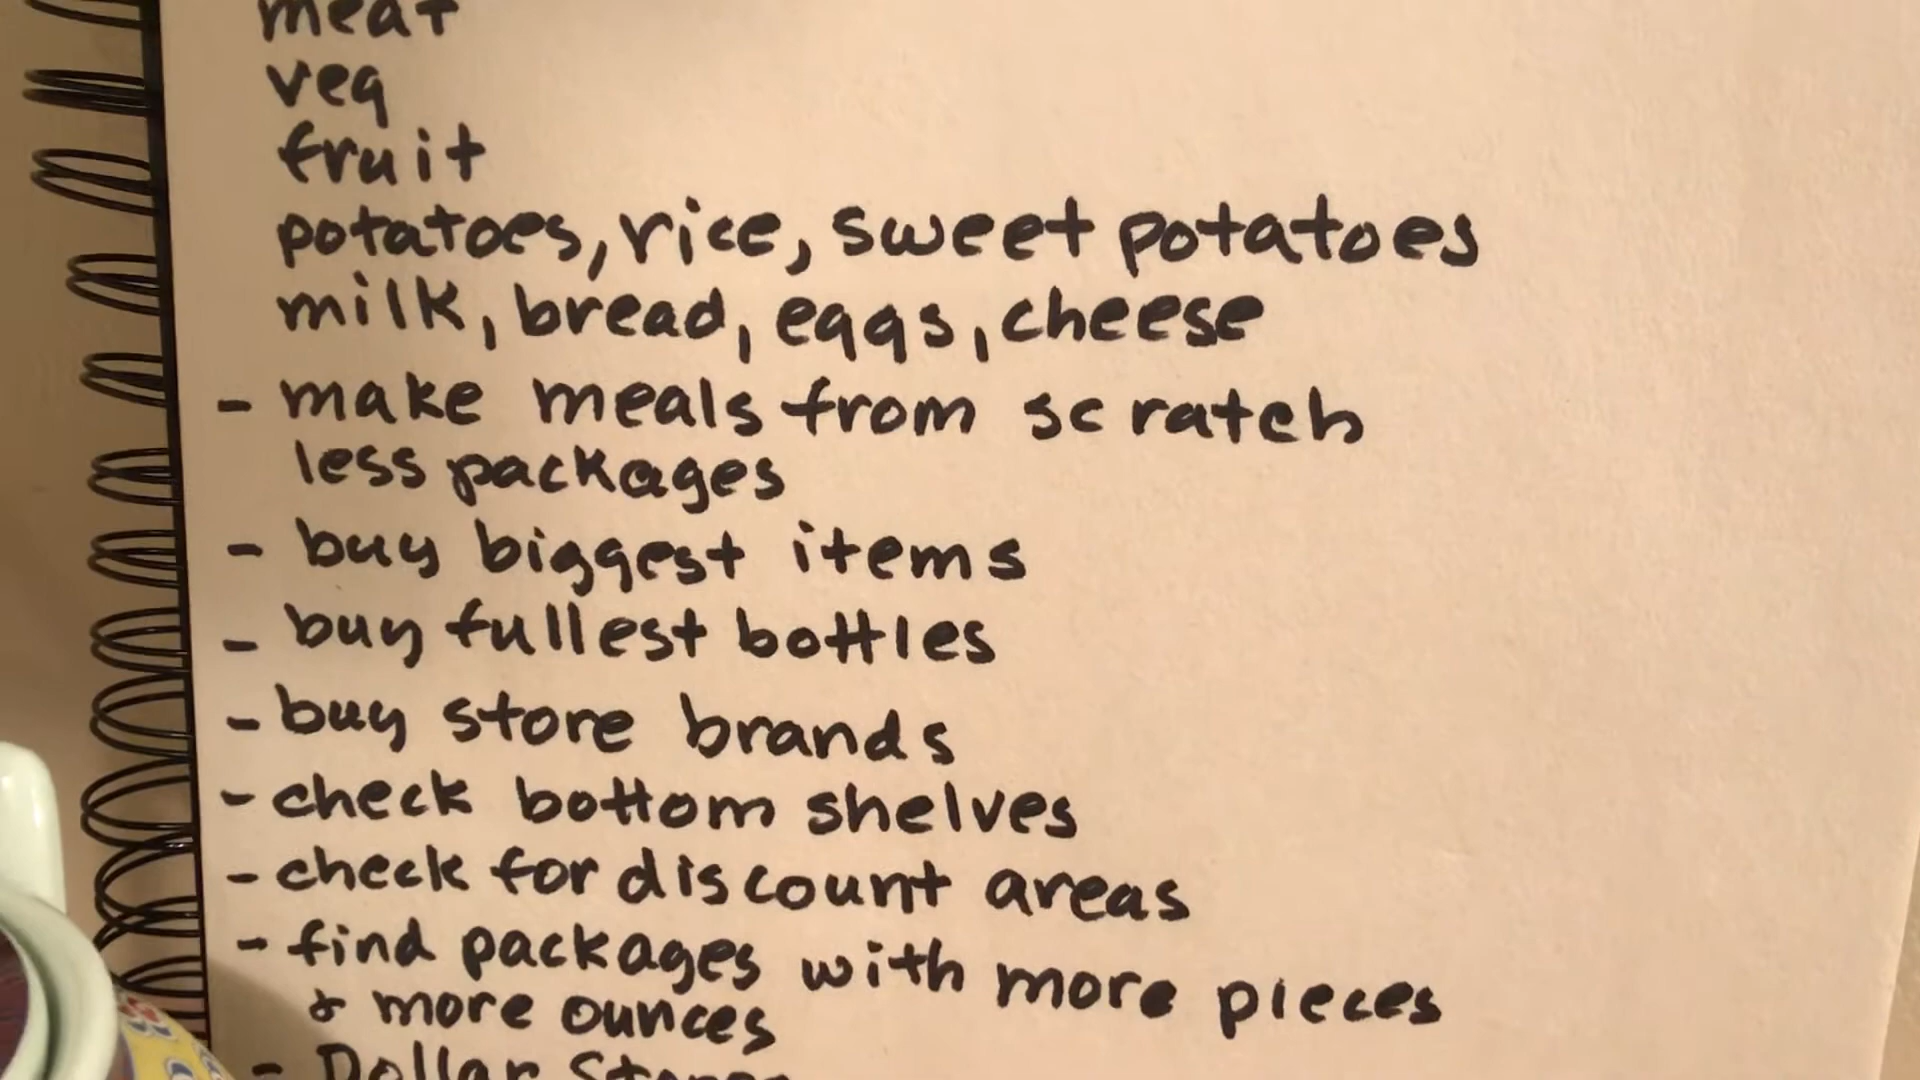 meat
veg
fruit
potatoes, rice, sweet potatoes
milk, bread, eggs, cheese
- make meals from scratch
less packages
- buy biggest items
- buy fullest bottles
- buy store brands
- check bottom shelves
- check for discount areas
- find packages with more pieces
& more ounces
- Dollar Stores